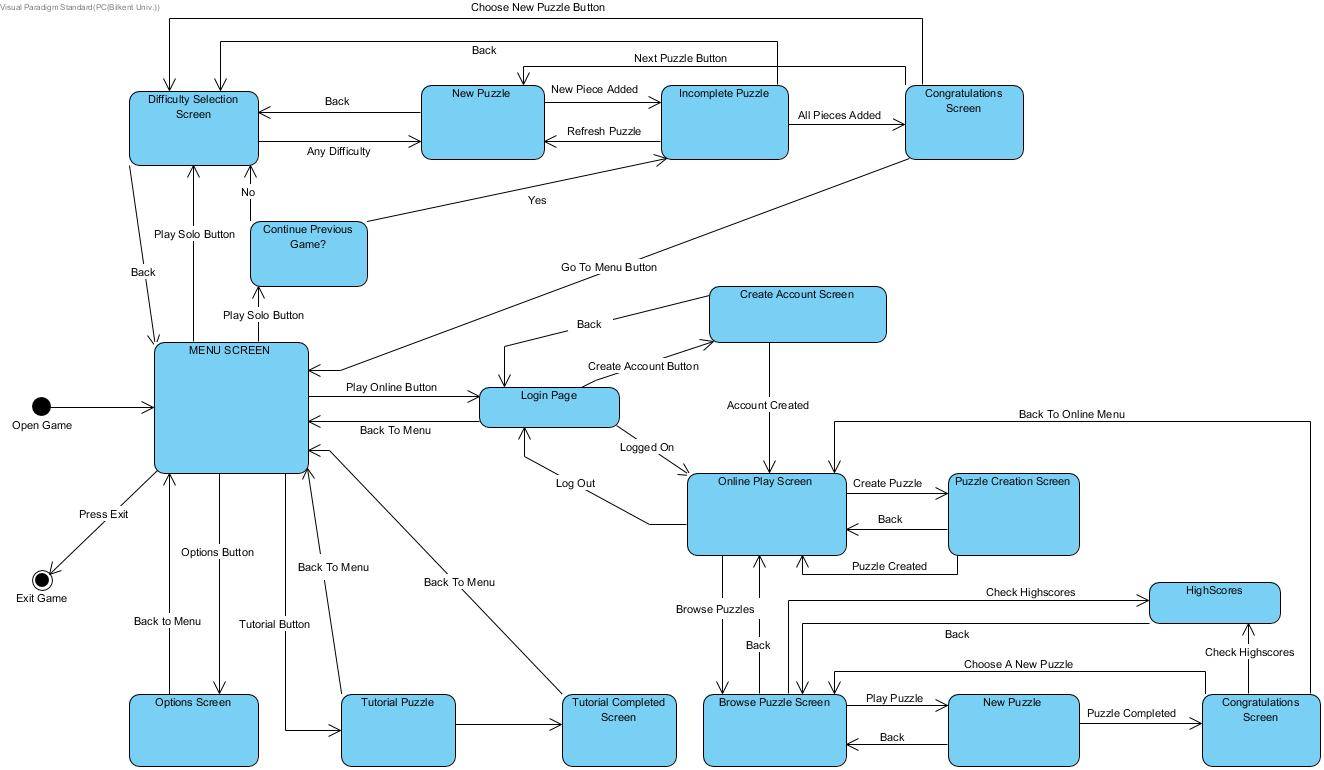 Visual Paradigm Standard(PC(Bilkent Univ.))
Choose New Puzzle Button
Back
Next Puzzle Button
Difficulty Selection
Screen
Back
Any Difficulty
New Puzzle
New Piece Added
Refresh Puzzle
Incomplete Puzzle
All Pieces Added
Congratulations
Screen
No
Yes
Play Solo Button
Continue Previous
Game?
Back
Go To Menu Button
Play Solo Button
Create Account Screen
Back
MENU SCREEN
Create Account Button
Play Online Button
Login Page
Account Created
Back To Online Menu
Open Game
Back To Menu
Logged On
Log Out
Online Play Screen
Create Puzzle
Puzzle Creation Screen
Back
Press Exit
Options Button
Back To Menu
Back To Menu
Puzzle Created
Exit Game
Browse Puzzles
Check Highscores
HighScores
Back to Menu
Tutorial Button
Back
Back
Check Highscores
Choose A New Puzzle
Options Screen
Tutorial Puzzle
Tutorial Completed
Screen
Browse Puzzle Screen
Play Puzzle
Back
New Puzzle
Puzzle Completed
Congratulations
Screen